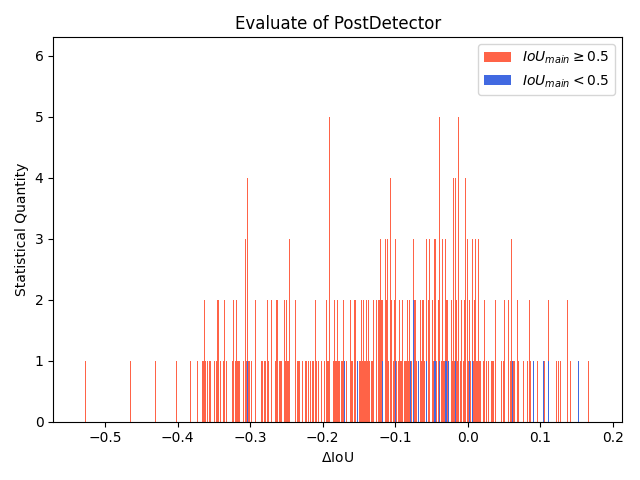 Evaluate of PostDetector
IoU_main ≥ 0.5
IoU_main < 0.5
Statistical Quantity
6
5
4
3
2
1
0
−0.5 −0.4 −0.3 −0.2 −0.1 0.0 0.1 0.2
ΔIoU